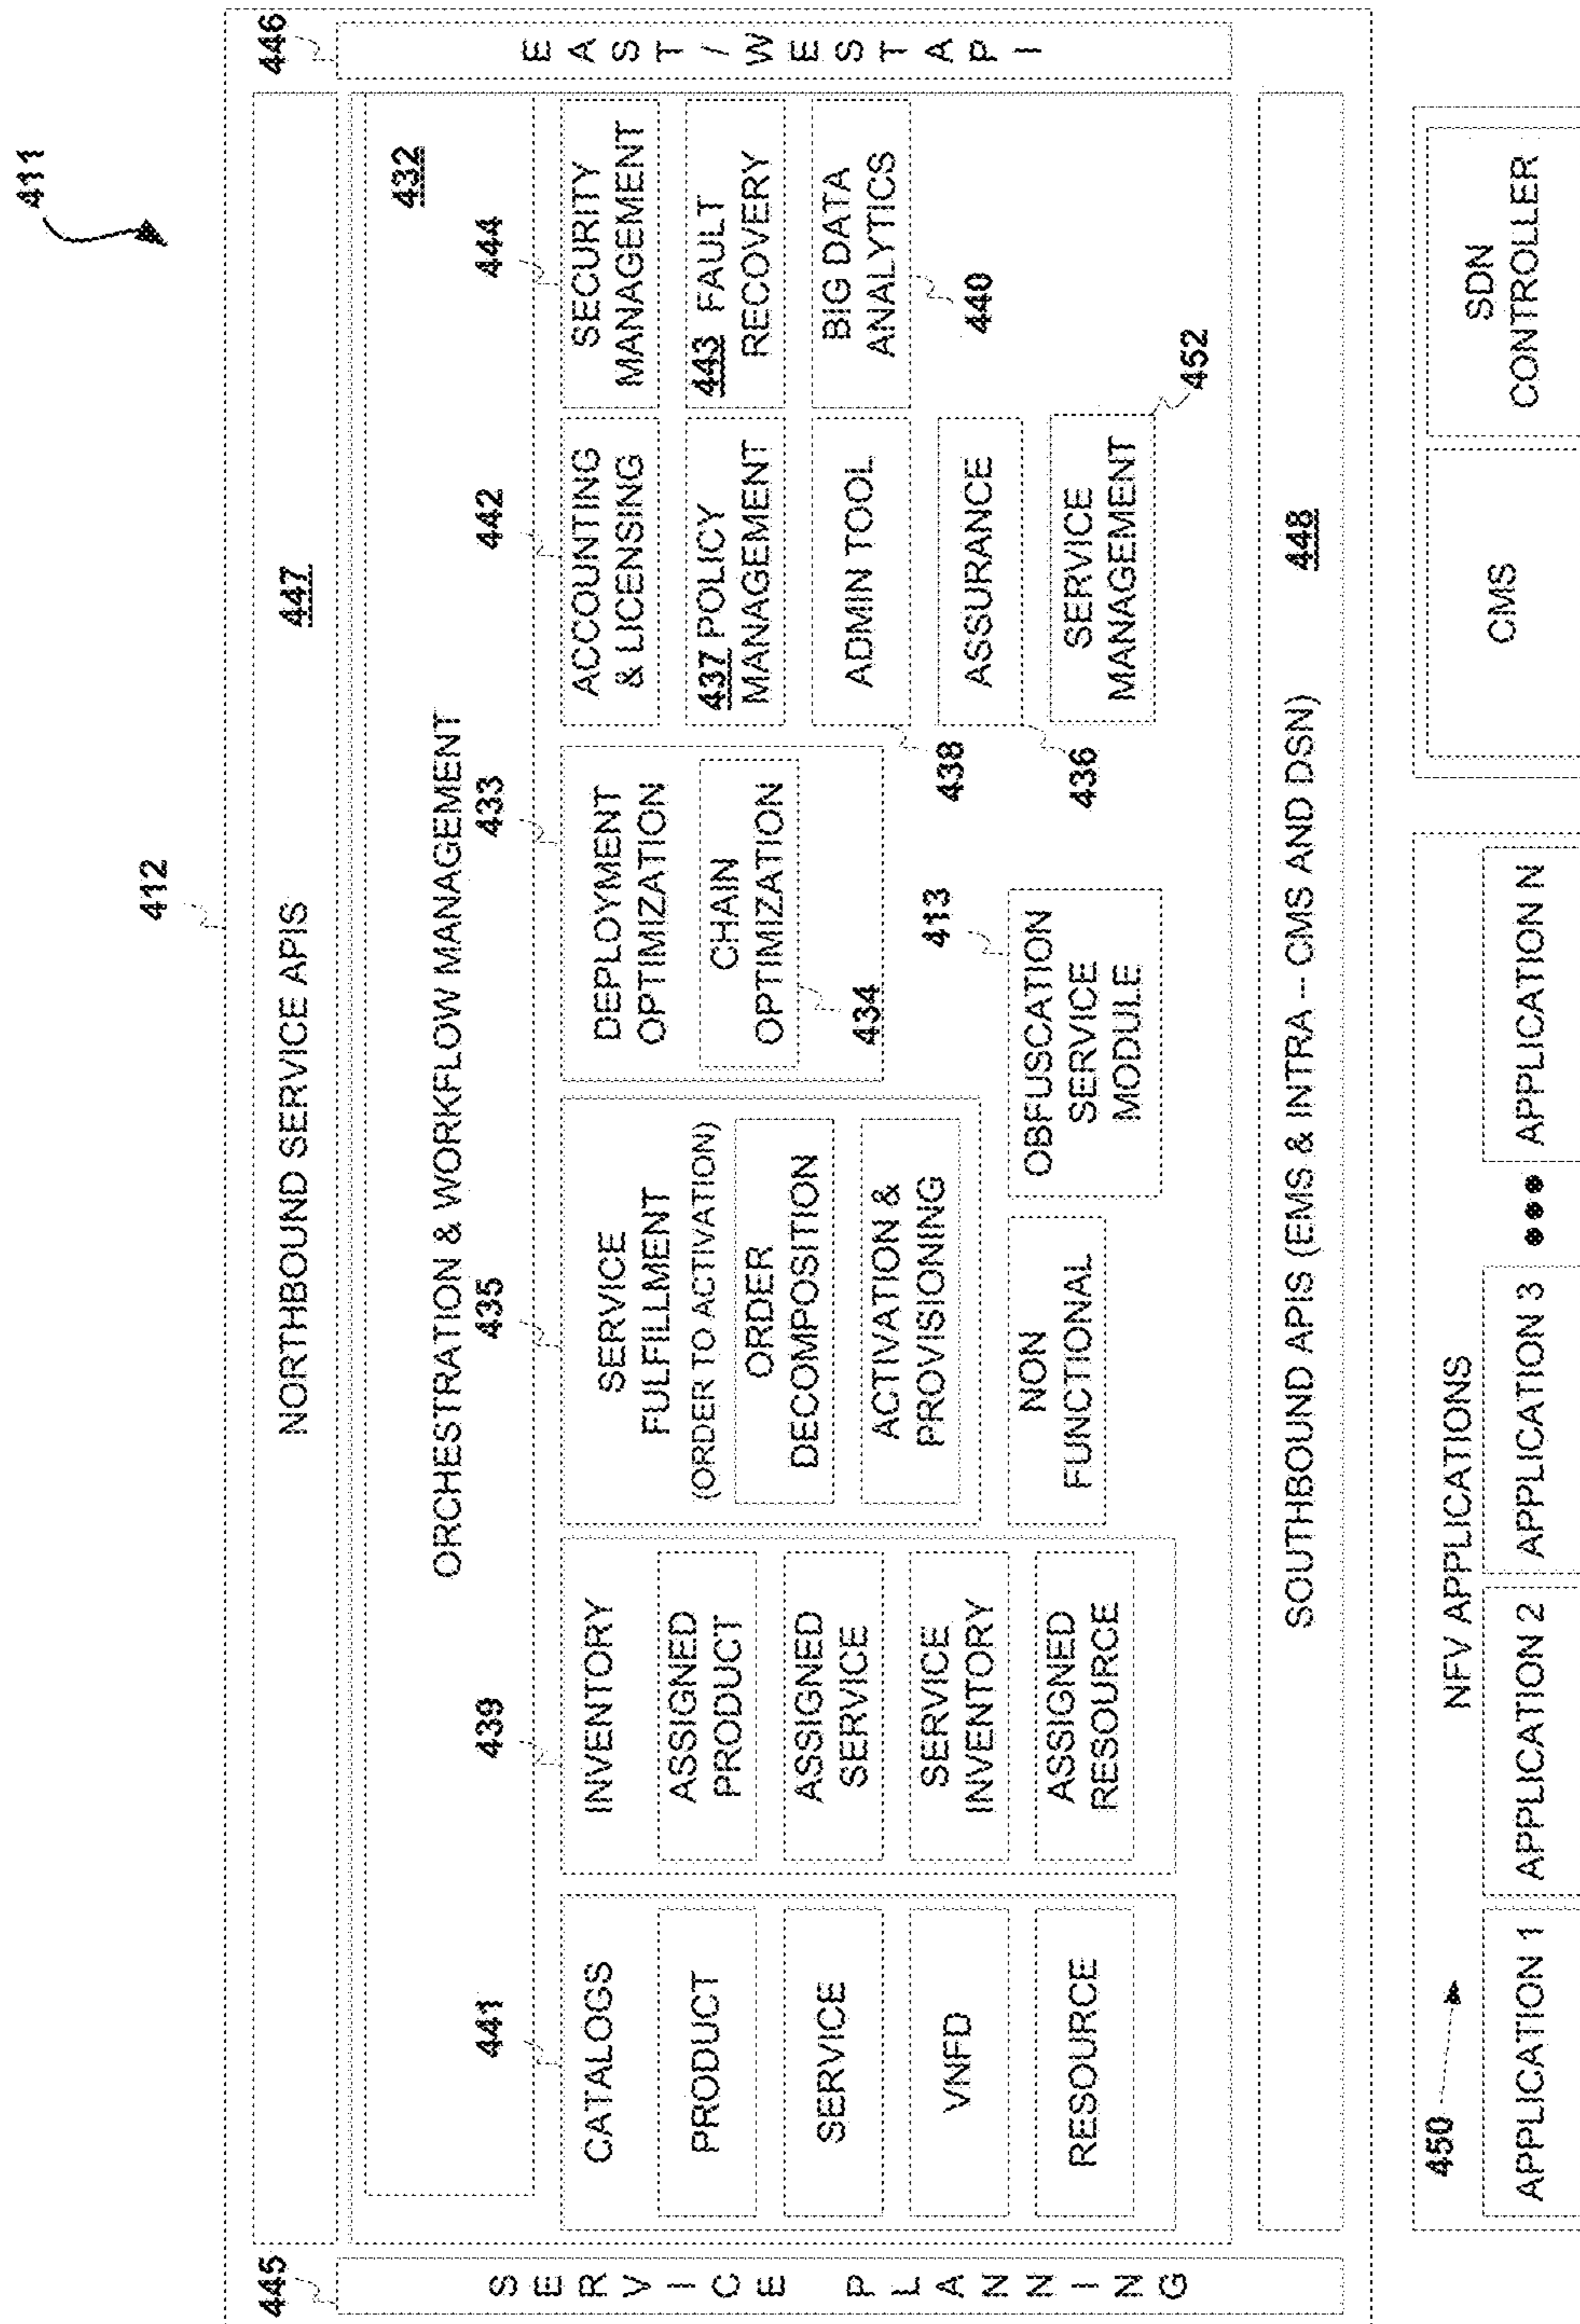 411
412
445
446
NORTHBOUND SERVICE APIS
447
ORCHESTRATION & WORKFLOW MANAGEMENT
432
SERVICE PLANNING
EAST/WEST API
441
CATALOGS
PRODUCT
SERVICE
VNFD
RESOURCE
439
INVENTORY
ASSIGNED
PRODUCT
ASSIGNED
SERVICE
SERVICE
INVENTORY
ASSIGNED
RESOURCE
435
SERVICE
FULFILLMENT
(ORDER TO ACTIVATION)
ORDER
DECOMPOSITION
ACTIVATION &
PROVISIONING
NON
FUNCTIONAL
433
DEPLOYMENT
OPTIMIZATION
CHAIN
OPTIMIZATION
434
413
OBFUSCATION
SERVICE
MODULE
442
ACCOUNTING
& LICENSING
437 POLICY
MANAGEMENT
ADMIN TOOL
438
ASSURANCE
436
SERVICE
MANAGEMENT
452
444
SECURITY
MANAGEMENT
443 FAULT
RECOVERY
BIG DATA
ANALYTICS
440
SOUTHBOUND APIS (EMS & INTRA – CMS AND DSN)
448
450
NFV APPLICATIONS
APPLICATION 1
APPLICATION 2
APPLICATION 3
APPLICATION N
CMS
SDN
CONTROLLER